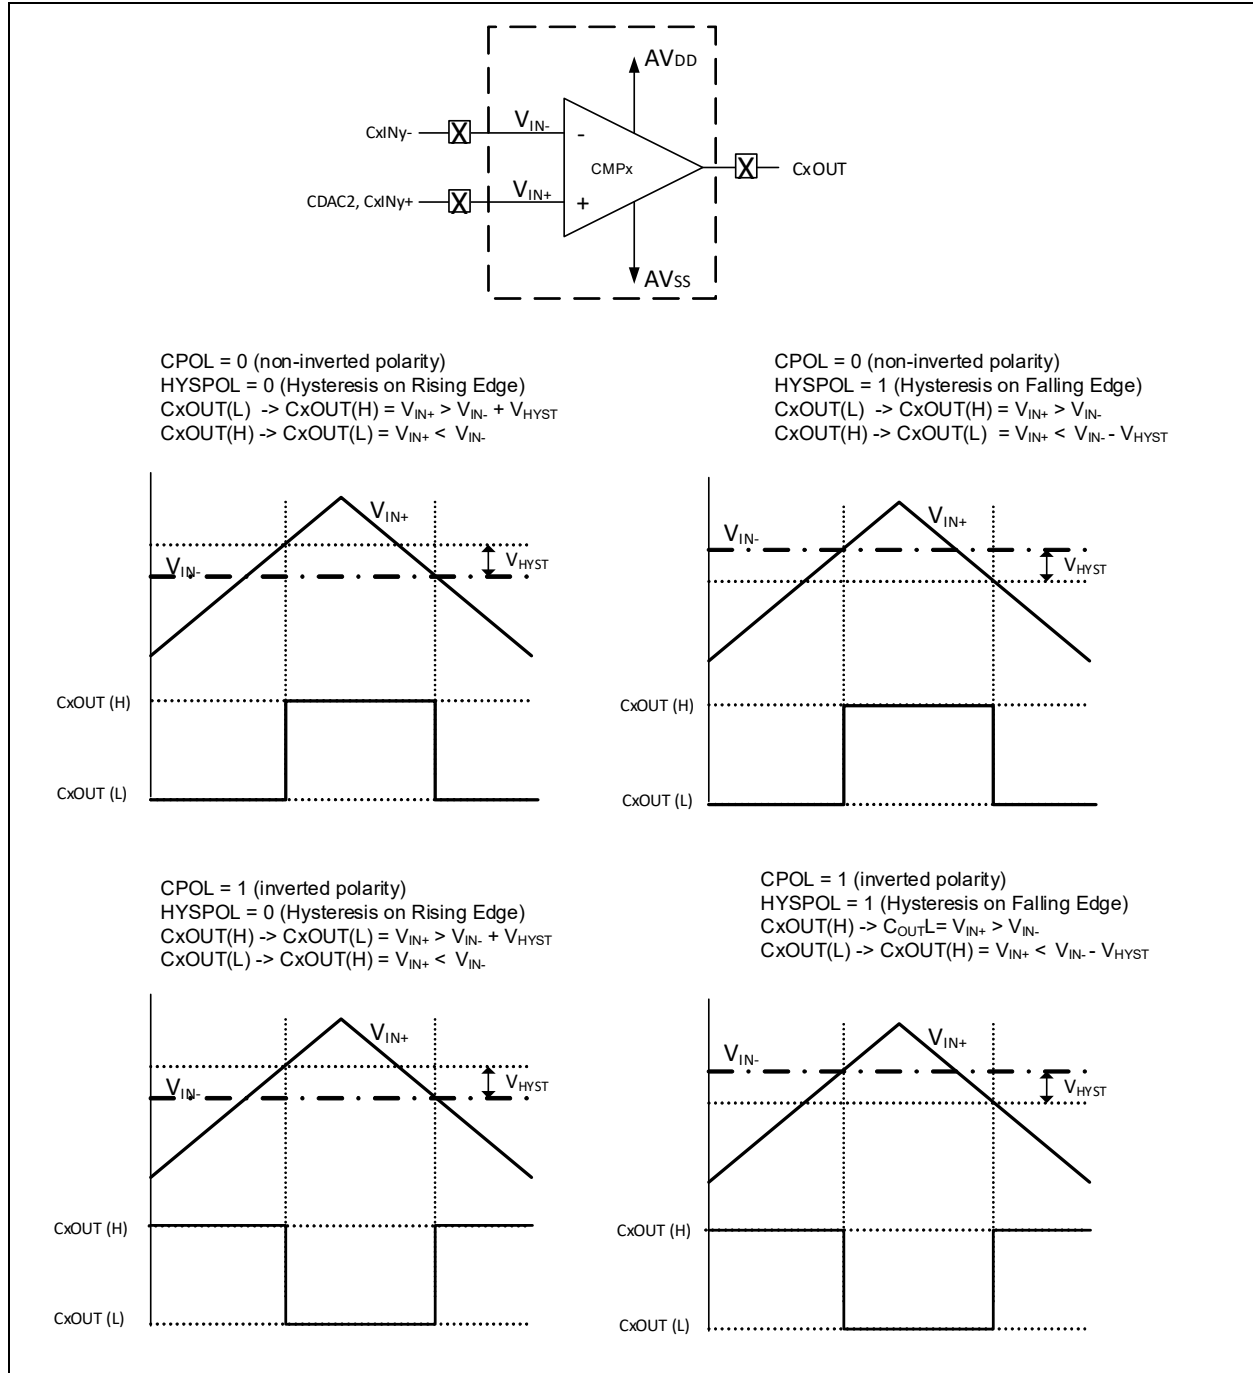 AVDD
CxINy-
X
VIN-
-
CMPx
X
CxOUT
CDAC2, CxINy+
X
VIN+
+
AVSS
CPOL = 0 (non-inverted polarity)
HYSPOL = 0 (Hysteresis on Rising Edge)
CxOUT(L) -> CxOUT(H) = VIN+ > VIN- + VHYST
CxOUT(H) -> CxOUT(L) = VIN+ < VIN-
VIN+
VIN-
VHYST
CxOUT (H)
CxOUT (L)
CPOL = 0 (non-inverted polarity)
HYSPOL = 1 (Hysteresis on Falling Edge)
CxOUT(L) -> CxOUT(H) = VIN+ > VIN-
CxOUT(H) -> CxOUT(L) = VIN+ < VIN- - VHYST
VIN-
VIN+
VHYST
CxOUT (H)
CxOUT (L)
CPOL = 1 (inverted polarity)
HYSPOL = 0 (Hysteresis on Rising Edge)
CxOUT(H) -> CxOUT(L) = VIN+ > VIN- + VHYST
CxOUT(L) -> CxOUT(H) = VIN+ < VIN-
VIN+
VIN-
VHYST
CxOUT (H)
CxOUT (L)
CPOL = 1 (inverted polarity)
HYSPOL = 1 (Hysteresis on Falling Edge)
CxOUT(H) -> COUTL= VIN+ > VIN-
CxOUT(L) -> CxOUT(H) = VIN+ < VIN- - VHYST
VIN-
VIN+
VHYST
CxOUT (H)
CxOUT (L)